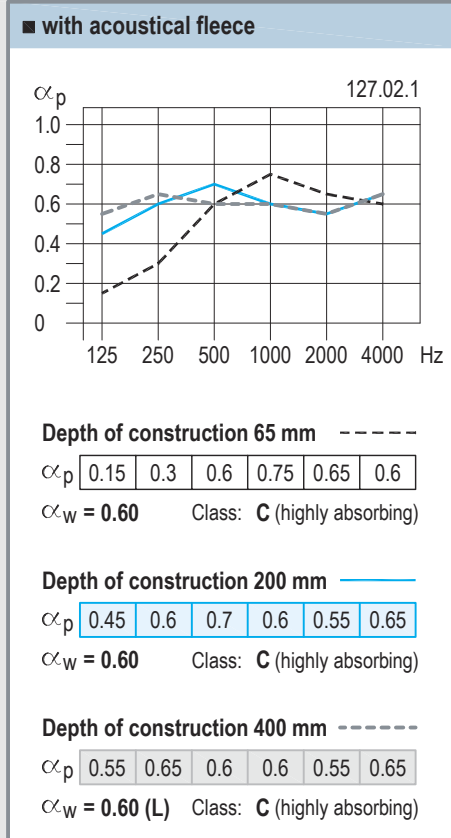 ■ with acoustical fleece
αp 127.02.1
1.0
0.8
0.6
0.4
0.2
0
125 250 500 1000 2000 4000 Hz
Depth of construction 65 mm
αp 0.15 0.3 0.6 0.75 0.65 0.6
αw = 0.60 Class: C (highly absorbing)
Depth of construction 200 mm
αp 0.45 0.6 0.7 0.6 0.55 0.65
αw = 0.60 Class: C (highly absorbing)
Depth of construction 400 mm
αp 0.55 0.65 0.6 0.6 0.55 0.65
αw = 0.60 (L) Class: C (highly absorbing)